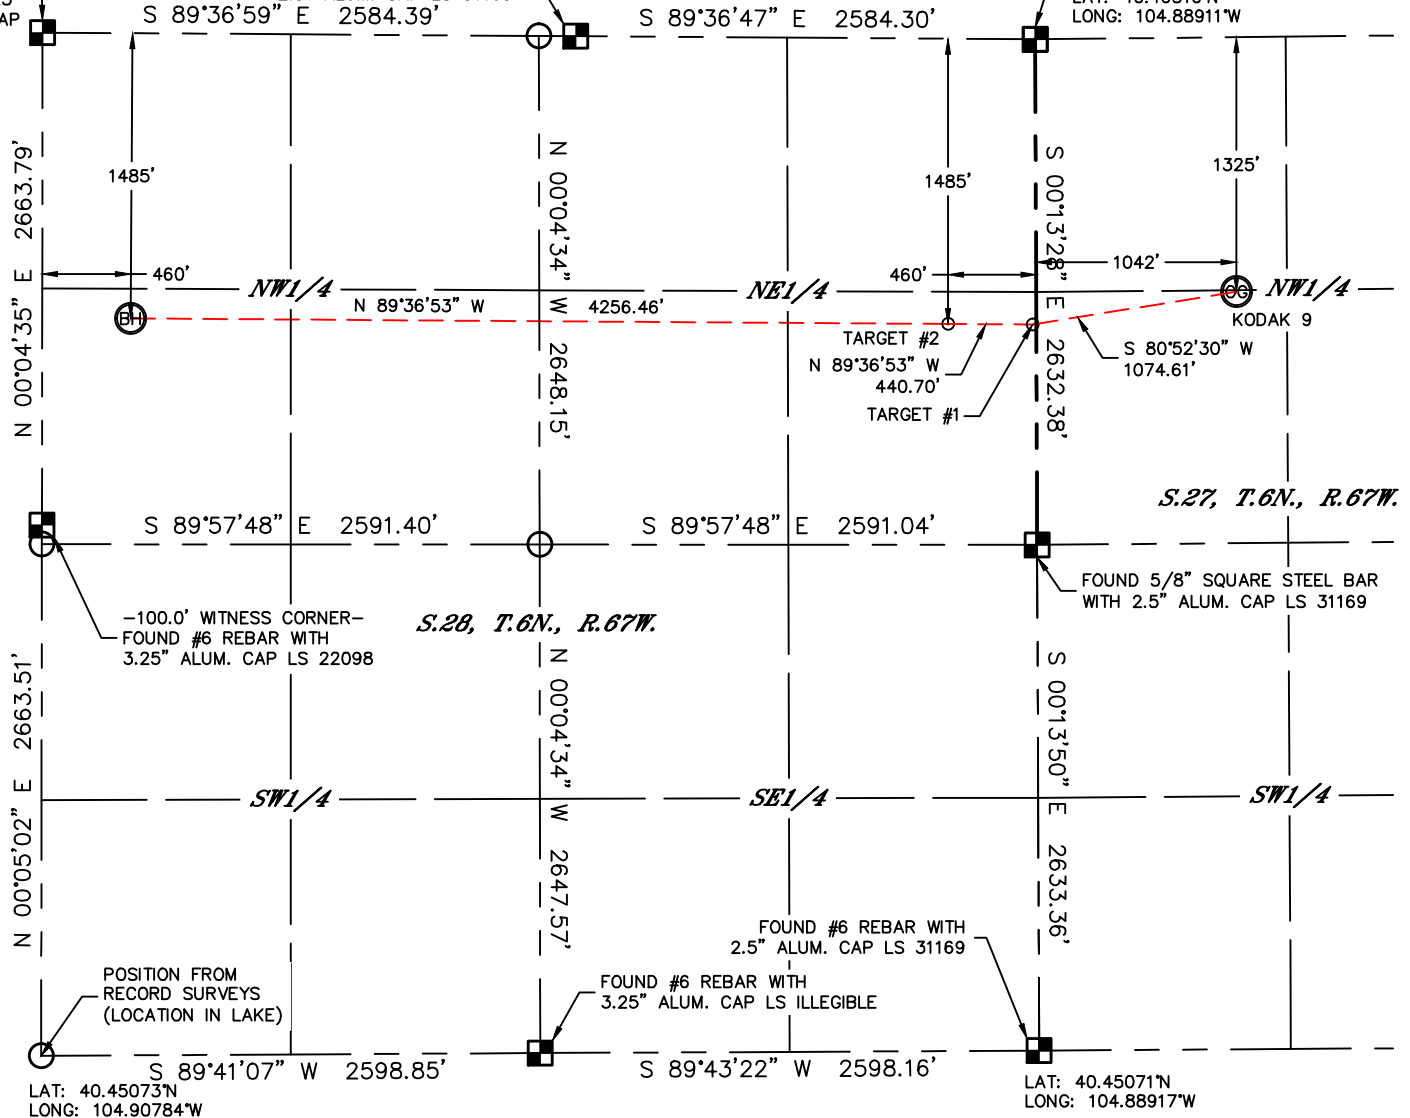 S 89°36'59" E 2584.39'
S 89°36'47" E 2584.30'
LONG: 104.88911°W
1485'
1485'
1325'
N 00°04'35" E 2663.79'
N 00°04'34" W 2648.15'
S 00°13'28" E 2632.38'
460'
460'
1042'
NW1/4
NE1/4
NW1/4
GG
KODAK 9
BH
N 89°36'53" W 4256.46'
TARGET #2
N 89°36'53" W
440.70'
TARGET #1
S 80°52'30" W
1074.61'
S.27, T.6N., R.67W.
S 89°57'48" E 2591.40'
S 89°57'48" E 2591.04'
FOUND 5/8" SQUARE STEEL BAR
WITH 2.5" ALUM. CAP LS 31169
-100.0' WITNESS CORNER-
FOUND #6 REBAR WITH
3.25" ALUM. CAP LS 22098
S.28, T.6N., R.67W.
N 00°05'02" E 2663.51'
N 00°04'34" W 2647.57'
S 00°13'50" E 2633.36'
SW1/4
SE1/4
SW1/4
FOUND #6 REBAR WITH
2.5" ALUM. CAP LS 31169
POSITION FROM
RECORD SURVEYS
(LOCATION IN LAKE)
FOUND #6 REBAR WITH
3.25" ALUM. CAP LS ILLEGIBLE
S 89°41'07" W 2598.85'
S 89°43'22" W 2598.16'
LAT: 40.45073°N
LONG: 104.90784°W
LAT: 40.45071°N
LONG: 104.88917°W